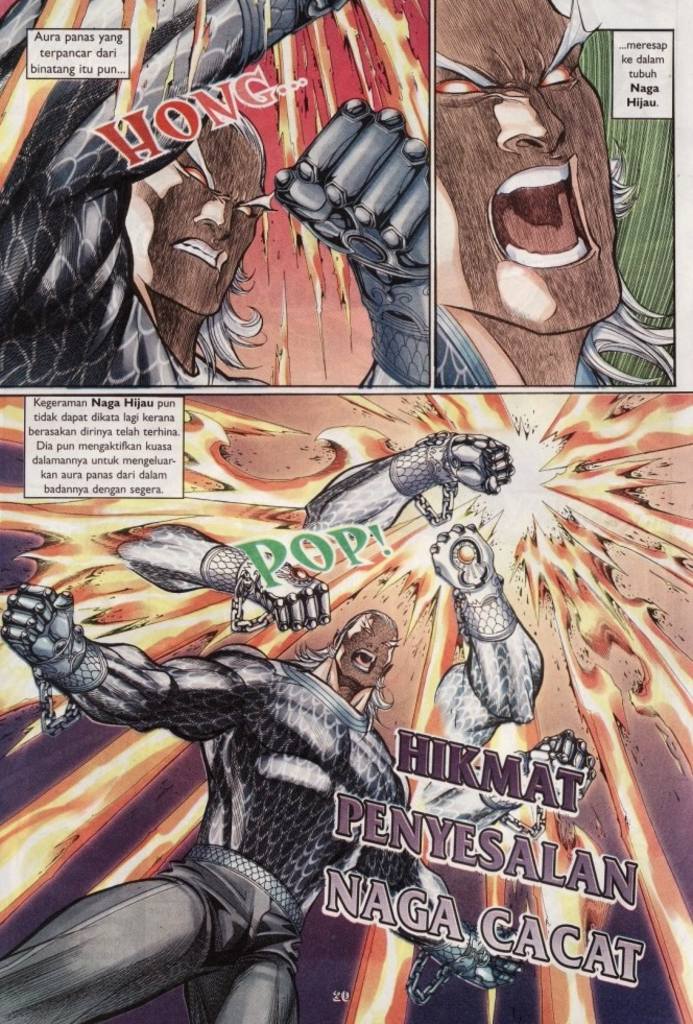 Aura panas yang
terpancar dari
binatang itu pun...
HONG...
...meresap
ke dalam
tubuh
Naga
Hijau.
Kegeraman Naga Hijau pun
tidak dapat dikata lagi kerana
berasakan dirinya telah terhina.
Dia pun mengaktifkan kuasa
dalamannya untuk mengeluar-
kan aura panas dari dalam
badannya dengan segera.
POP!
HIKMAT
PENYESALAN
NAGA CACAT
20